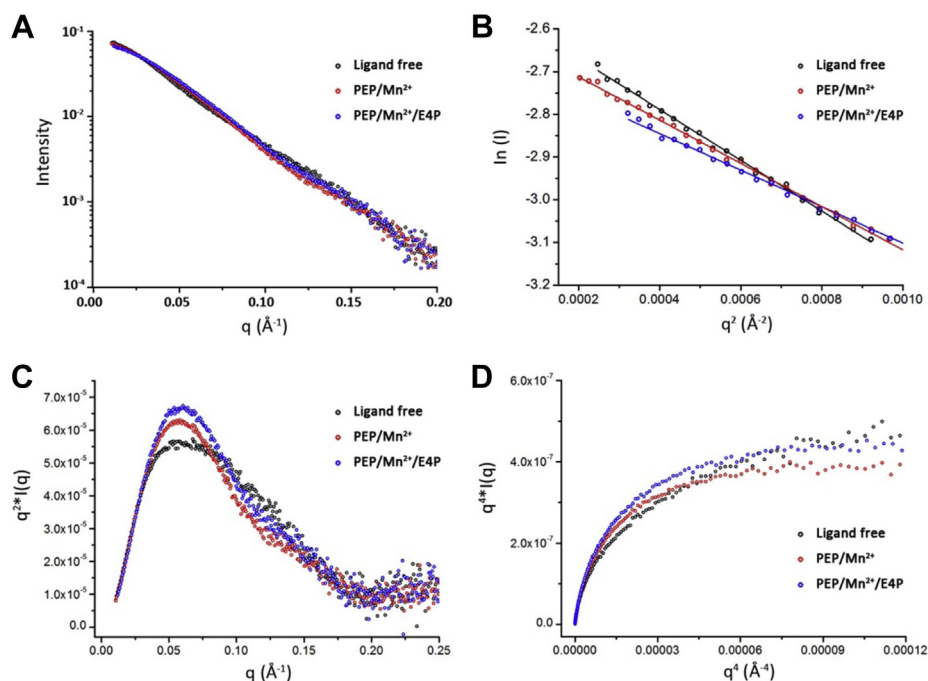 A
10⁻¹
10⁻²
10⁻³
10⁻⁴
Intensity
0.00
0.05
0.10
0.15
0.20
q (Å⁻¹)
Ligand free
PEP/Mn²⁺
PEP/Mn²⁺/E4P
B
-2.6
-2.7
-2.8
-2.9
-3.0
-3.1
-3.2
ln (I)
0.0002
0.0004
0.0006
0.0008
0.0010
q² (Å⁻²)
Ligand free
PEP/Mn²⁺
PEP/Mn²⁺/E4P
C
7.0x10⁻⁵
6.0x10⁻⁵
5.0x10⁻⁵
4.0x10⁻⁵
3.0x10⁻⁵
2.0x10⁻⁵
1.0x10⁻⁵
0.0
q²*I(q)
0.00
0.05
0.10
0.15
0.20
0.25
q (Å⁻¹)
Ligand free
PEP/Mn²⁺
PEP/Mn²⁺/E4P
D
6.0x10⁻⁷
4.0x10⁻⁷
2.0x10⁻⁷
0.0
q⁴*I(q)
0.00000
0.00003
0.00006
0.00009
0.00012
q⁴ (Å⁻⁴)
Ligand free
PEP/Mn²⁺
PEP/Mn²⁺/E4P